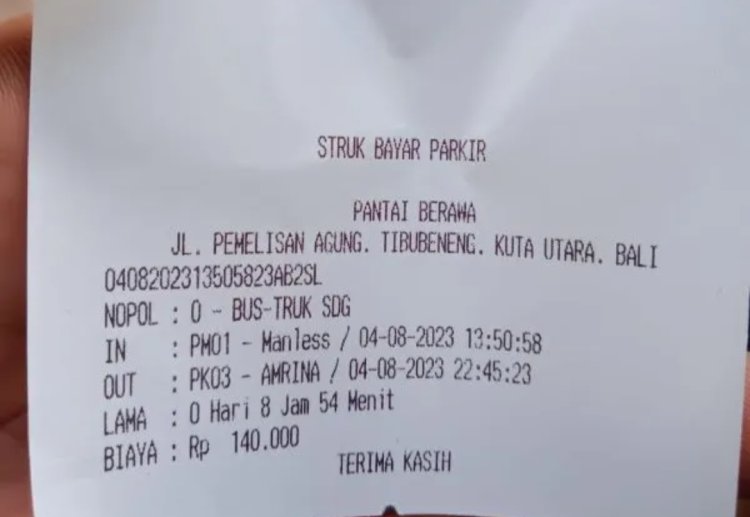 STRUK BAYAR PARKIR
PANTAI BERAWA
JL. PEMELISAN AGUNG. TIBUBENENG. KUTA UTARA. BALI
0408202313505823AB2SL
NOPOL : 0 - BUS-TRUK SDG
IN : PM01 - Manless / 04-08-2023 13:50:58
OUT : PK03 - AMRINA / 04-08-2023 22:45:23
LAMA : 0 Hari 8 Jam 54 Menit
BIAYA : Rp 140.000
TERIMA KASIH